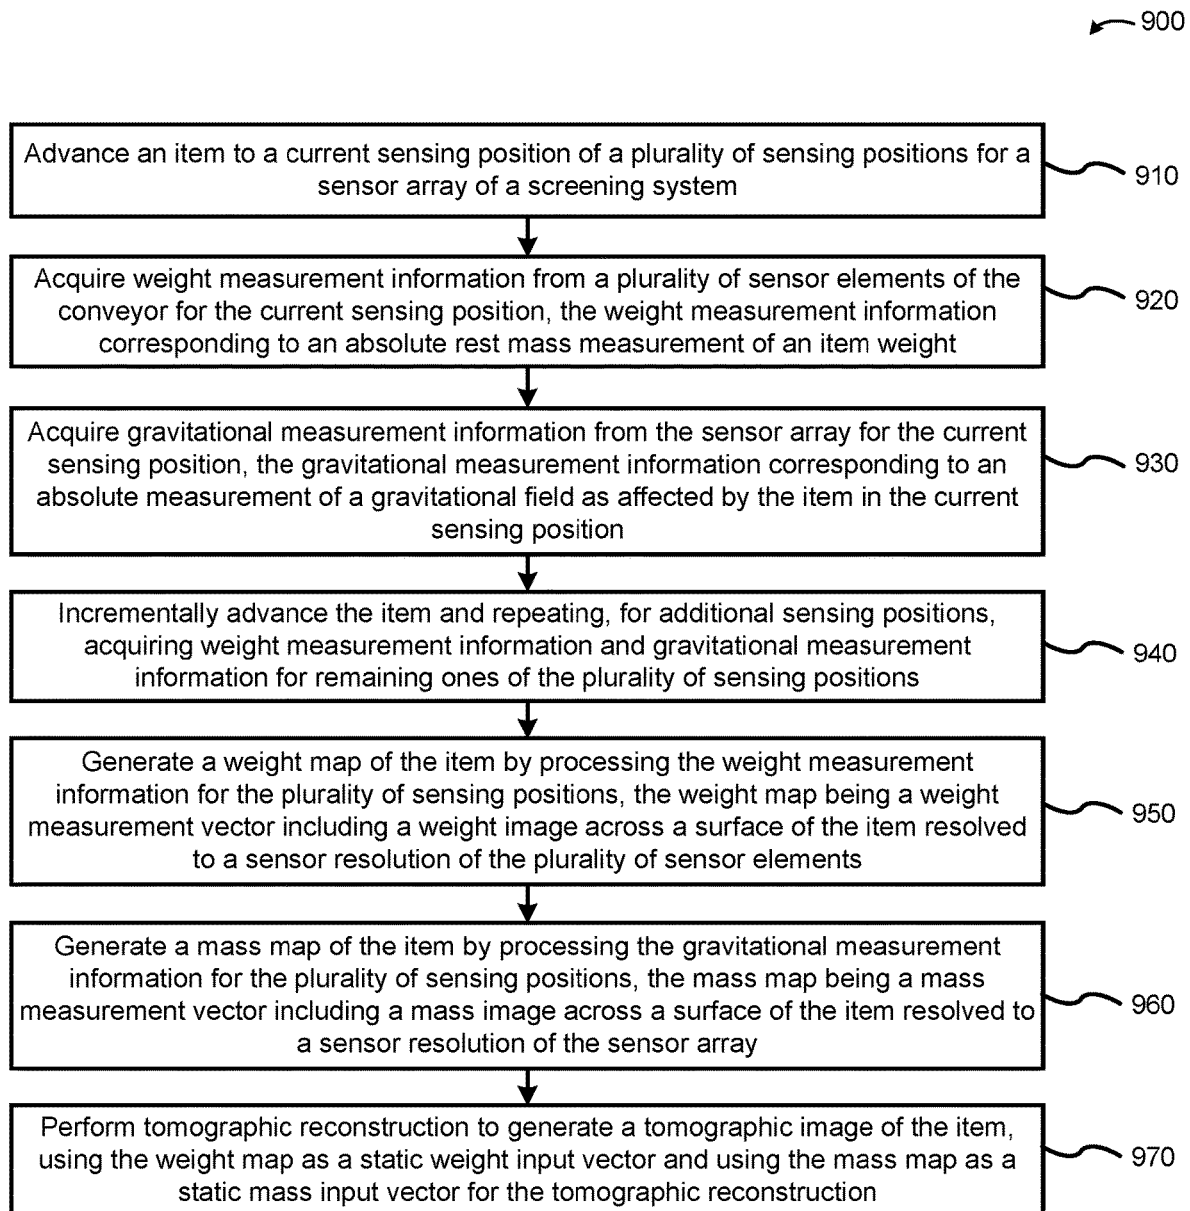 900
Advance an item to a current sensing position of a plurality of sensing positions for a
sensor array of a screening system
910
Acquire weight measurement information from a plurality of sensor elements of the
conveyor for the current sensing position, the weight measurement information
corresponding to an absolute rest mass measurement of an item weight
920
Acquire gravitational measurement information from the sensor array for the current
sensing position, the gravitational measurement information corresponding to an
absolute measurement of a gravitational field as affected by the item in the current
sensing position
930
Incrementally advance the item and repeating, for additional sensing positions,
acquiring weight measurement information and gravitational measurement
information for remaining ones of the plurality of sensing positions
940
Generate a weight map of the item by processing the weight measurement
information for the plurality of sensing positions, the weight map being a weight
measurement vector including a weight image across a surface of the item resolved
to a sensor resolution of the plurality of sensor elements
950
Generate a mass map of the item by processing the gravitational measurement
information for the plurality of sensing positions, the mass map being a mass
measurement vector including a mass image across a surface of the item resolved to
a sensor resolution of the sensor array
960
Perform tomographic reconstruction to generate a tomographic image of the item,
using the weight map as a static weight input vector and using the mass map as a
static mass input vector for the tomographic reconstruction
970